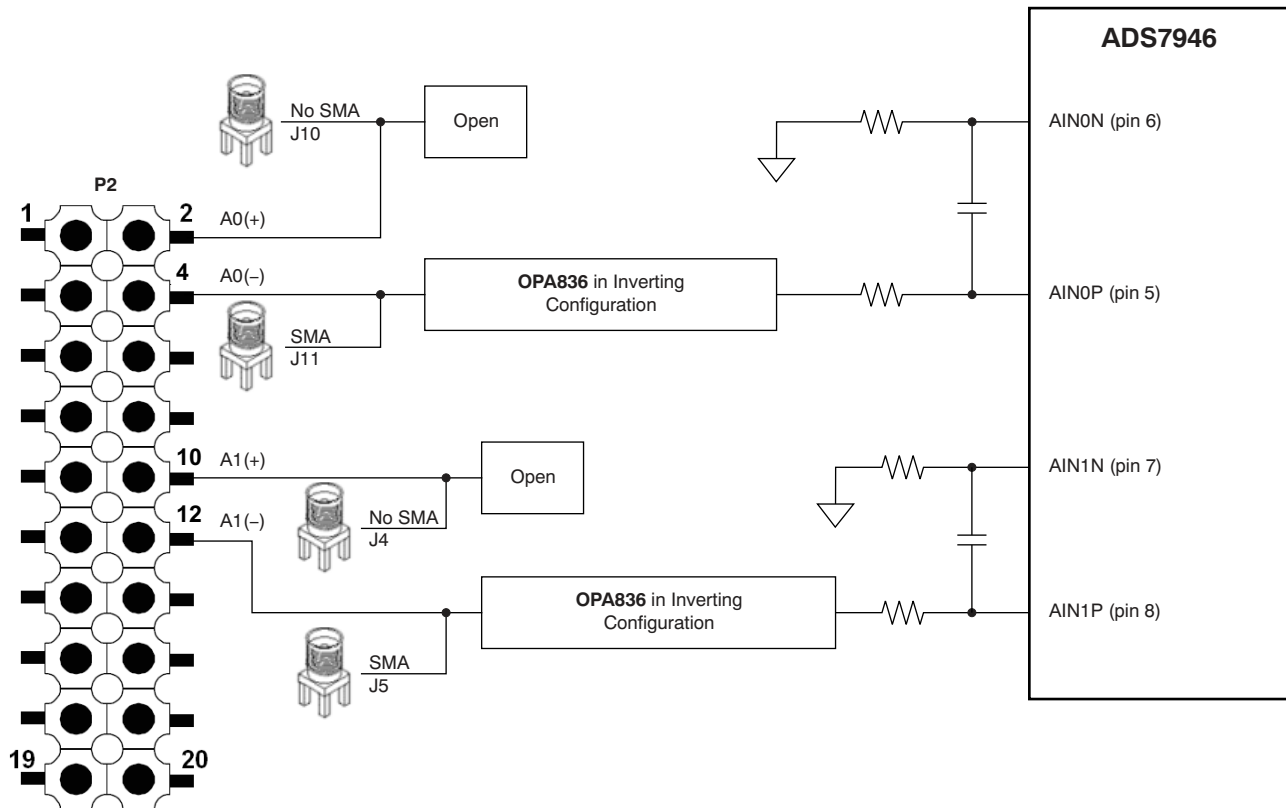 ADS7946
No SMA
J10
Open
AIN0N (pin 6)
P2
1
2
A0(+)
4
A0(−)
OPA836 in Inverting
Configuration
AIN0P (pin 5)
SMA
J11
10
A1(+)
Open
AIN1N (pin 7)
12
A1(−)
No SMA
J4
OPA836 in Inverting
Configuration
AIN1P (pin 8)
SMA
J5
19
20